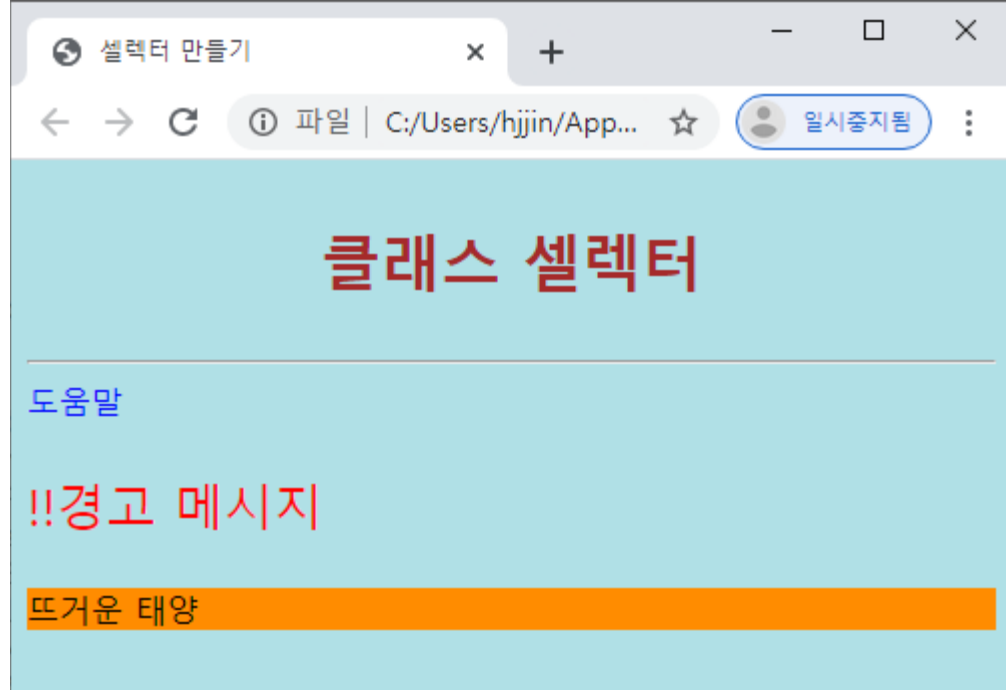 셀렉터 만들기
파일 | C:/Users/hjjin/App...
일시중지됨
클래스 셀렉터
도움말
!!경고 메시지
뜨거운 태양